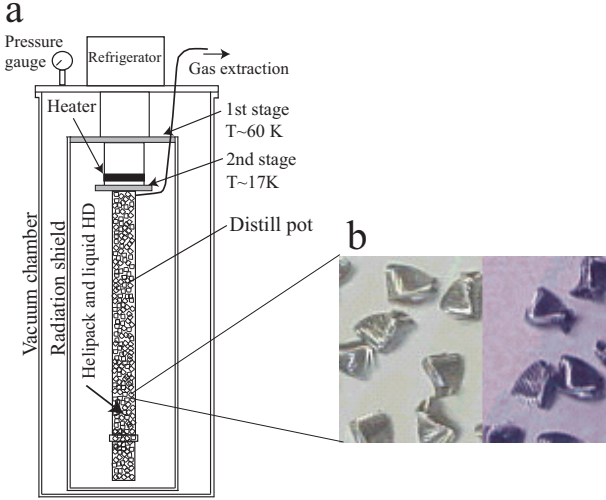 a
Pressure
gauge
Refrigerator
Gas extraction
Heater
1st stage
T~60 K
2nd stage
T~17K
Distill pot
Vacuum chamber
Radiation shield
Helipack and liquid HD
b